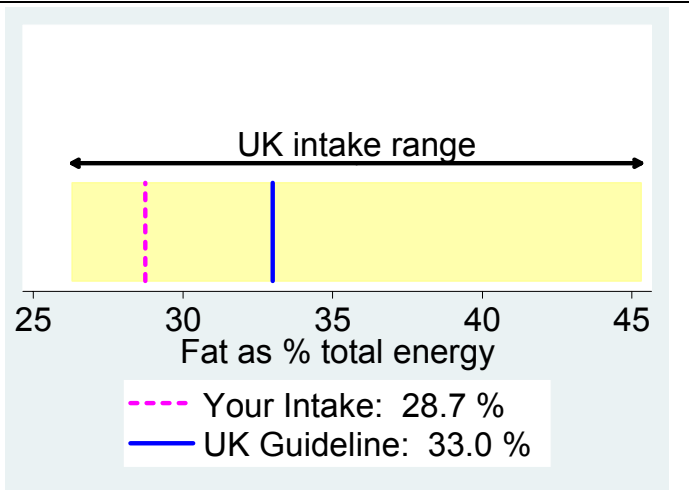 UK intake range
25 30 35 40 45
Fat as % total energy
Your Intake: 28.7 %
UK Guideline: 33.0 %